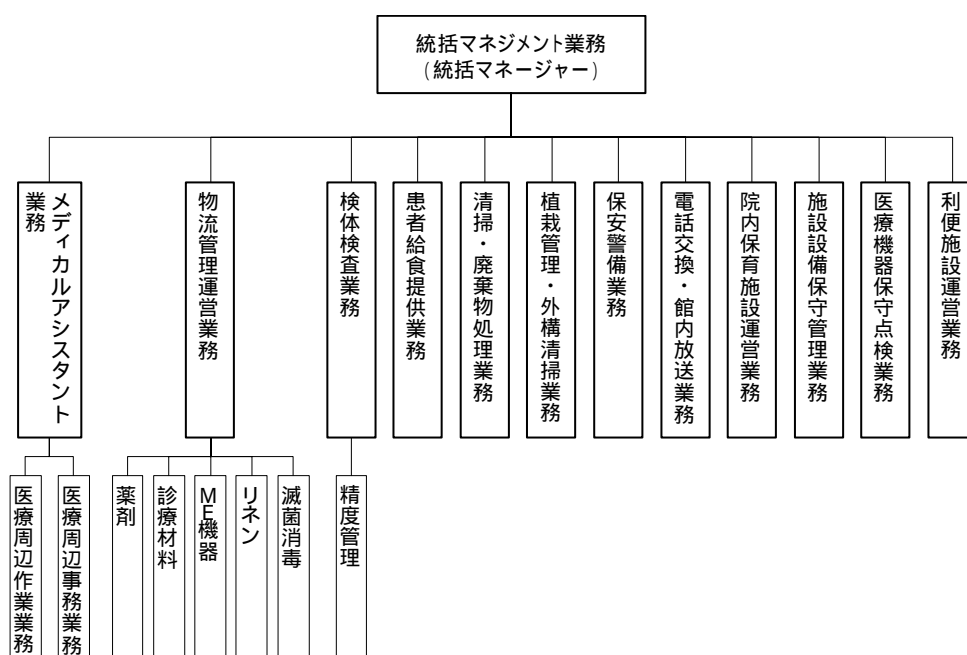 統括マネジメント業務
(統括マネージャー)
メディカルアシスタント
業務
物流管理運営業務
検体検査業務
患者給食提供業務
清掃・廃棄物処理業務
植栽管理・外構清掃業務
保安警備業務
電話交換・館内放送業務
院内保育施設運営業務
施設設備保守管理業務
医療機器保守点検業務
利便施設運営業務
医療周辺作業業務
医療周辺事務業務
薬剤
診療材料
ME機器
リネン
滅菌消毒
精度管理